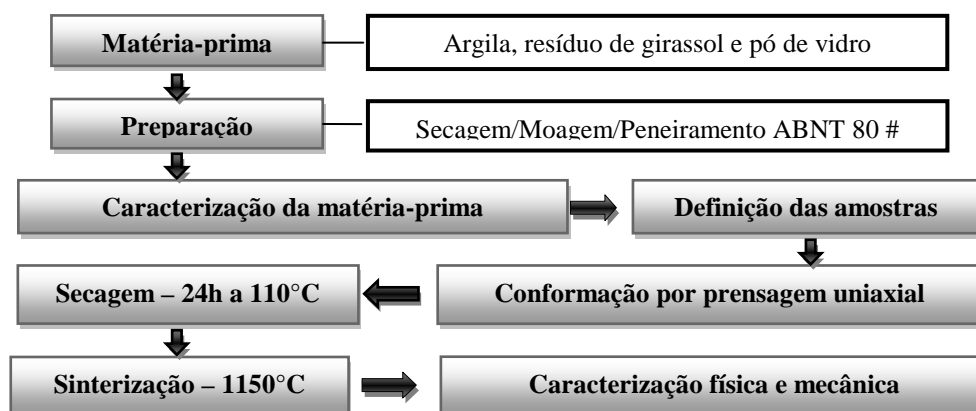 Matéria-prima
Argila, resíduo de girassol e pó de vidro
Preparação
Secagem/Moagem/Peneiramento ABNT 80 #
Caracterização da matéria-prima
Definição das amostras
Secagem – 24h a 110°C
Conformação por prensagem uniaxial
Sinterização – 1150°C
Caracterização física e mecânica